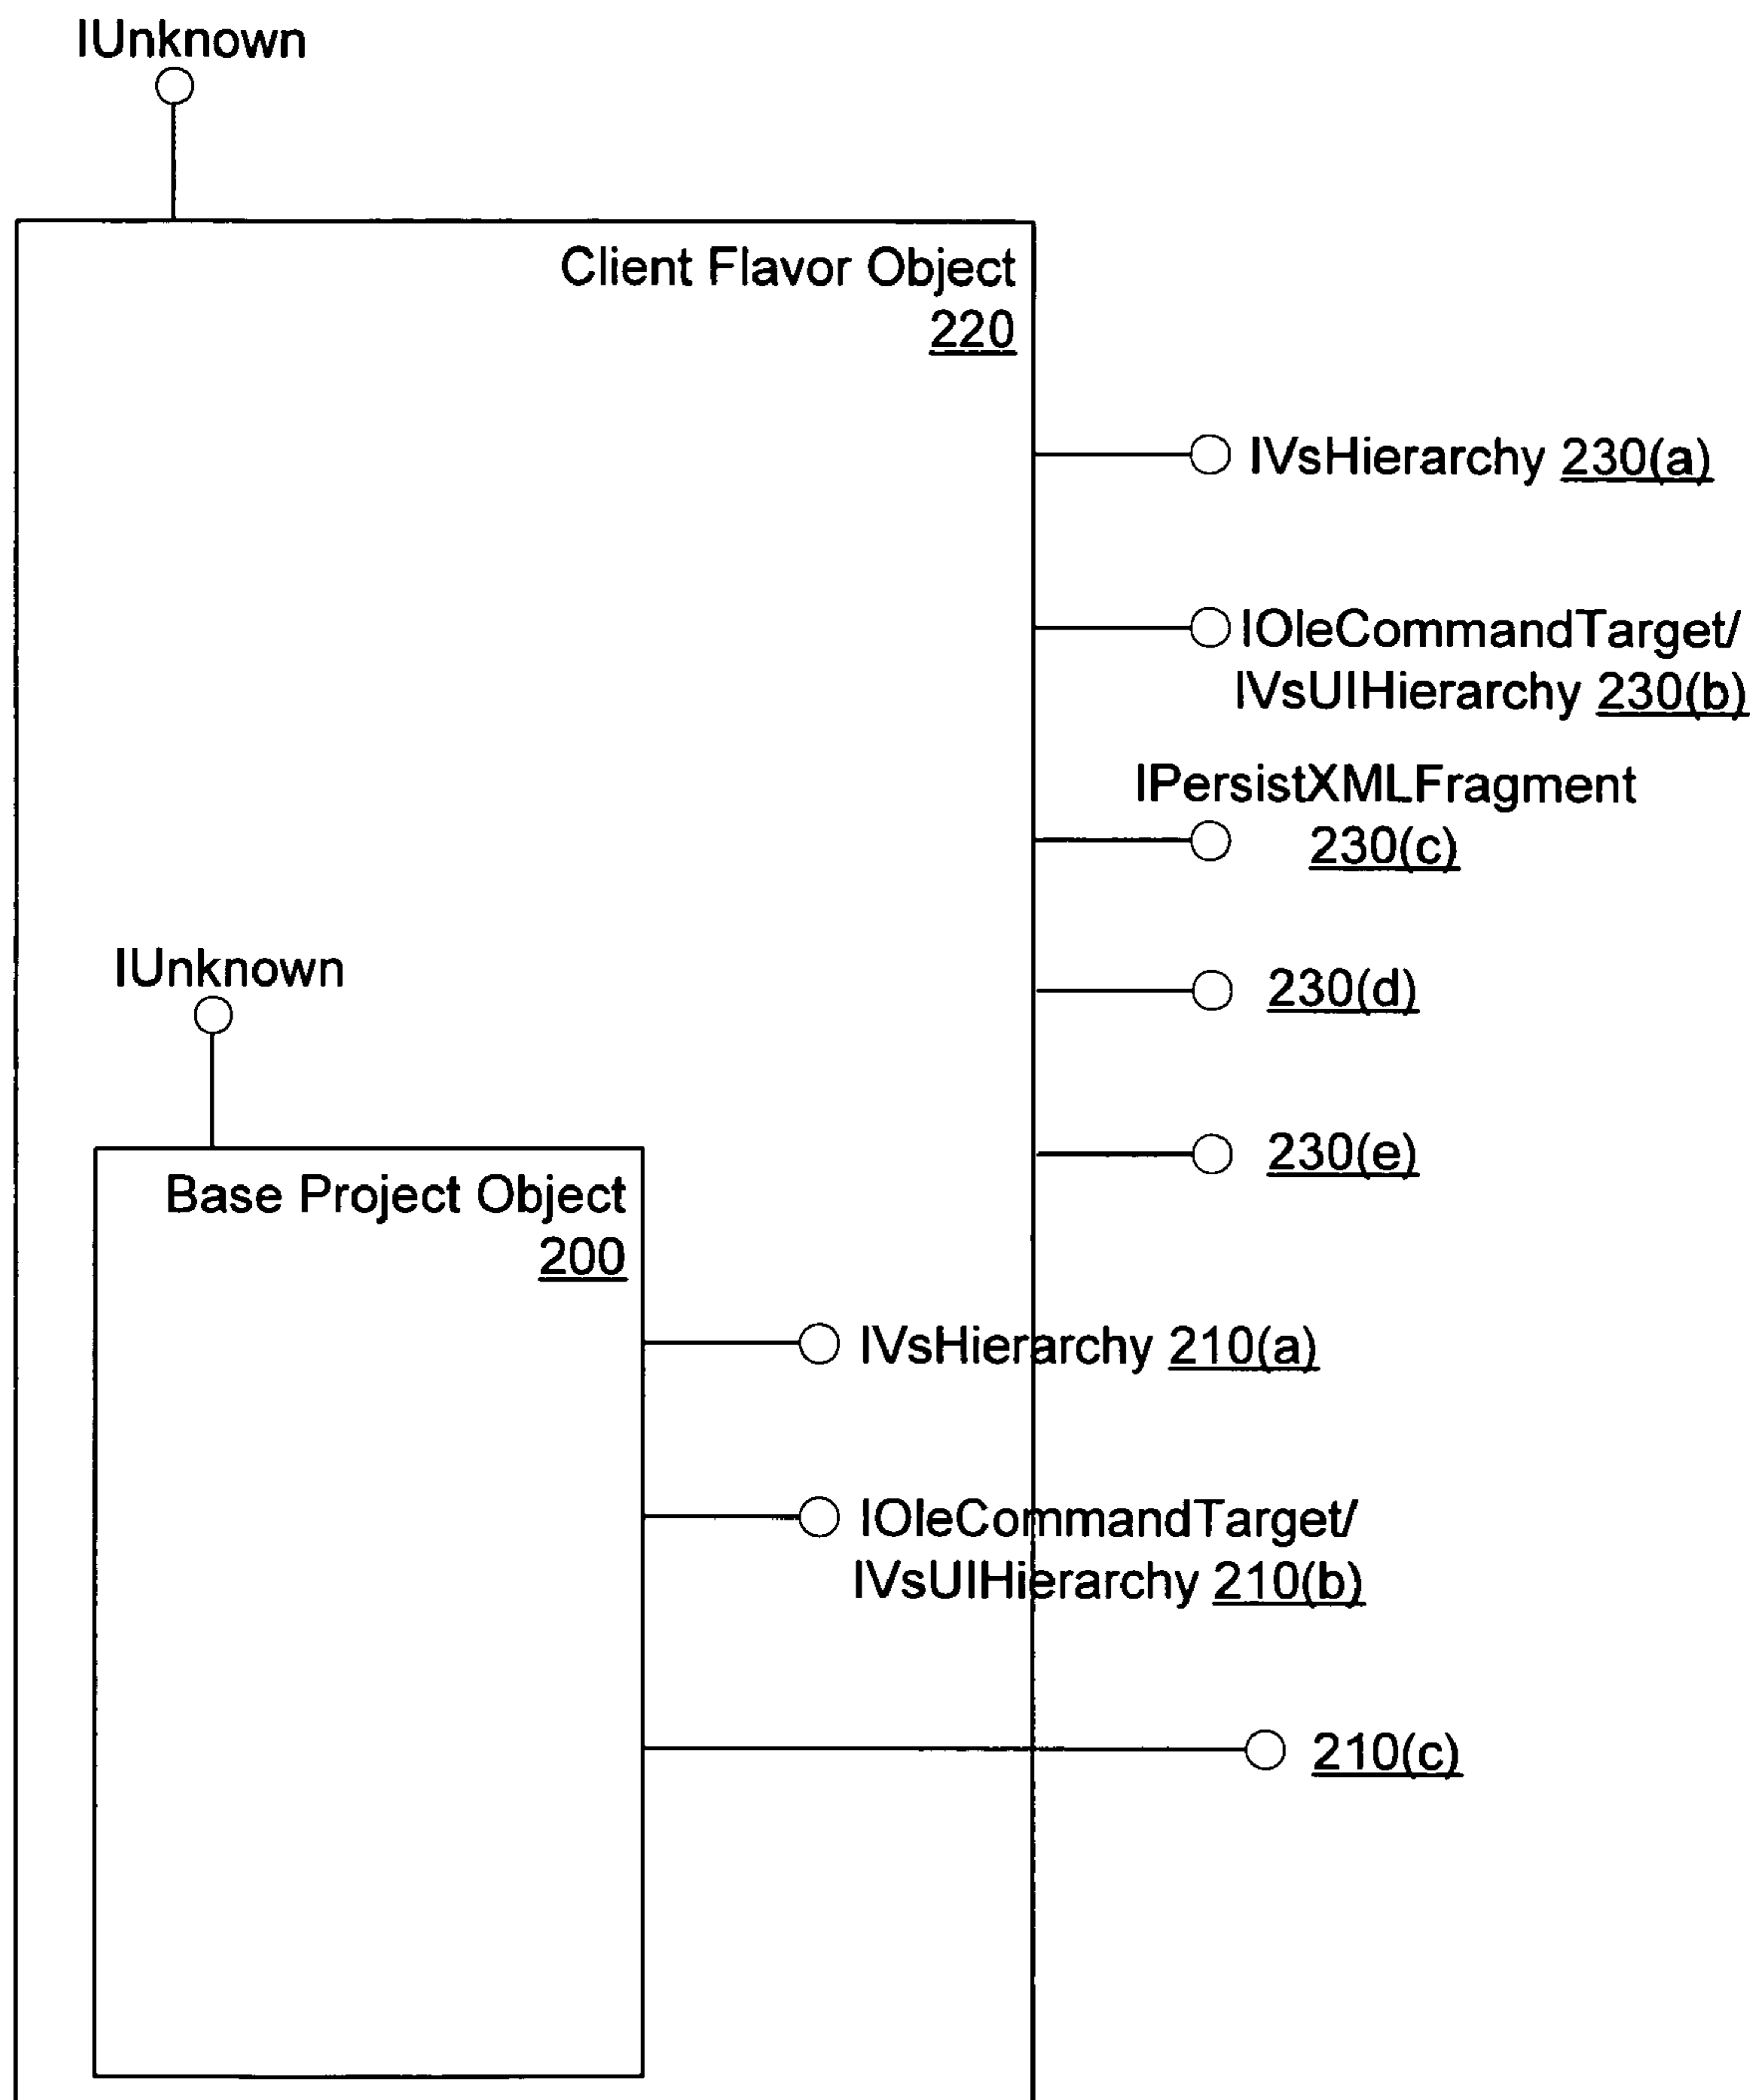 IUnknown
Client Flavor Object
220
IVsHierarchy 230(a)
IOleCommandTarget/
IVsUIHierarchy 230(b)
IPersistXMLFragment
230(c)
IUnknown
230(d)
230(e)
Base Project Object
200
IVsHierarchy 210(a)
IOleCommandTarget/
IVsUIHierarchy 210(b)
210(c)